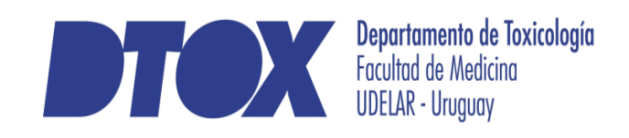 DTOX
Departamento de Toxicología
Facultad de Medicina
UDELAR - Uruguay